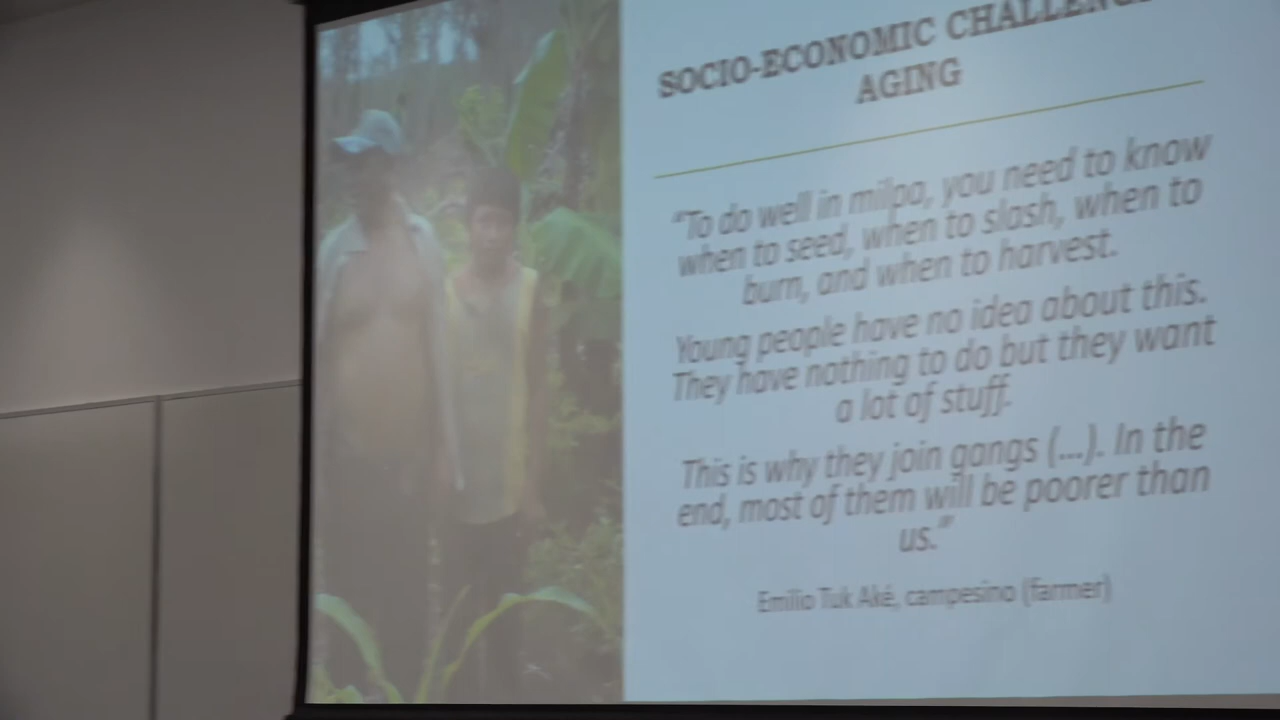 SOCIO-ECONOMIC CHALLENG
AGING
"To do well in milpa, you need to know
when to seed, when to slash, when to
burn, and when to harvest.
Young people have no idea about this.
They have nothing to do but they want
a lot of stuff.
This is why they join gangs (...). In the
end, most of them will be poorer than
us."
Emilio Tuk Aké, campesino (farmer)